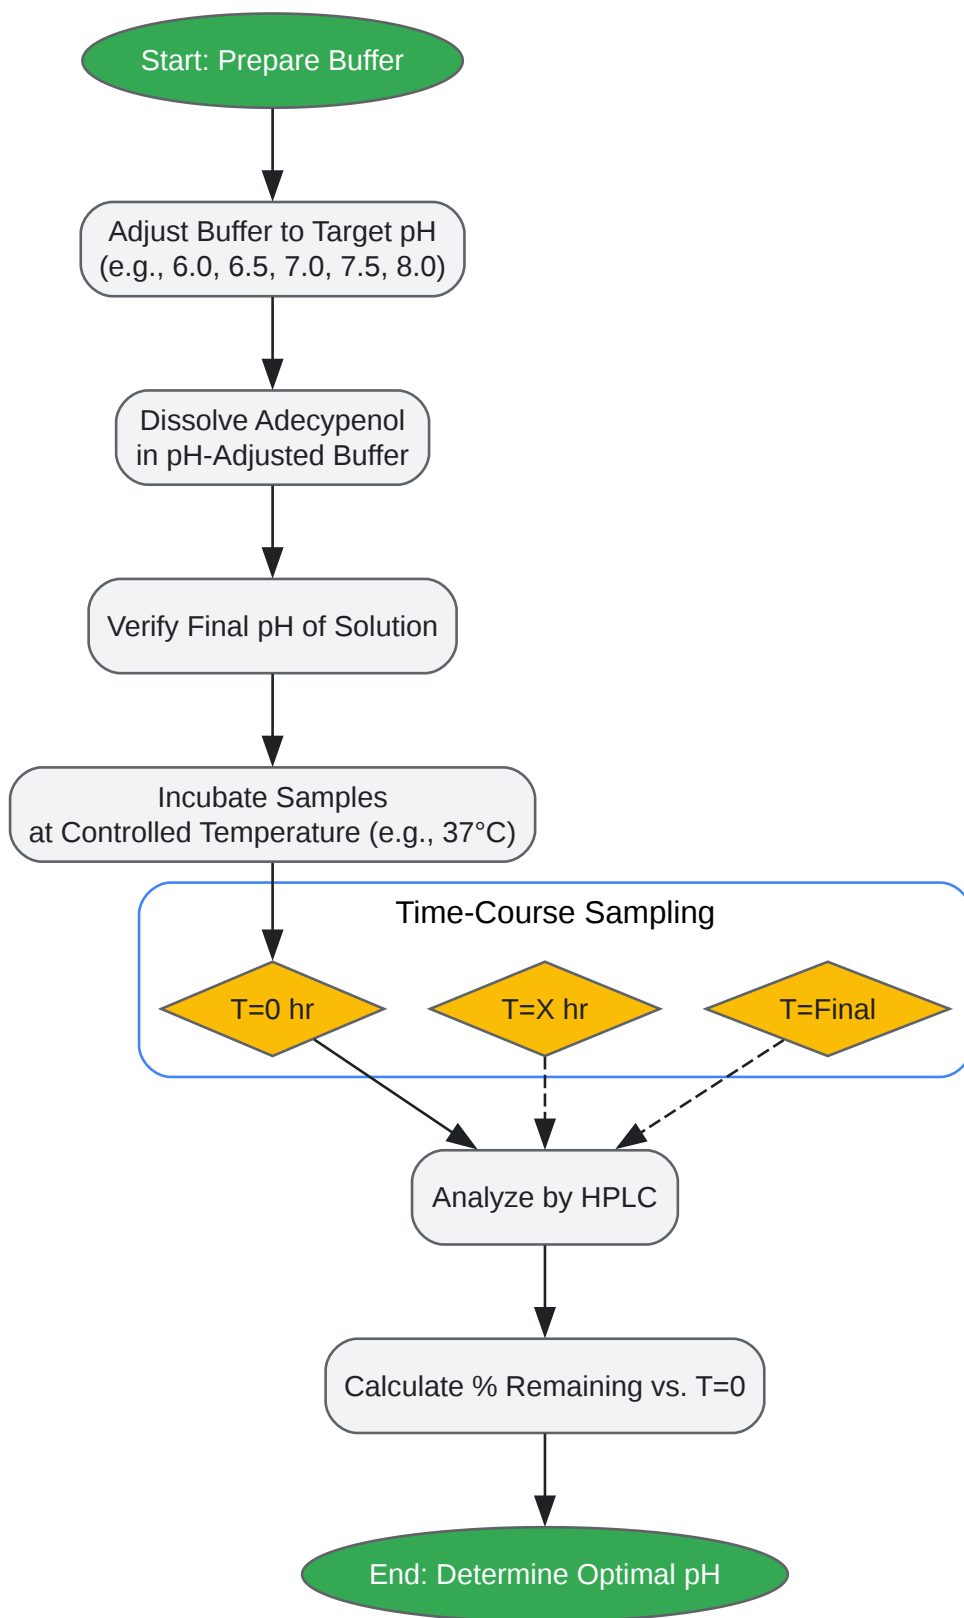 Start: Prepare Buffer
Adjust Buffer to Target pH
(e.g., 6.0, 6.5, 7.0, 7.5, 8.0)
Dissolve Adecypenol
in pH-Adjusted Buffer
Verify Final pH of Solution
Incubate Samples
at Controlled Temperature (e.g., 37°C)
Time-Course Sampling
T=0 hr
T=X hr
T=Final
Analyze by HPLC
Calculate % Remaining vs. T=0
End: Determine Optimal pH